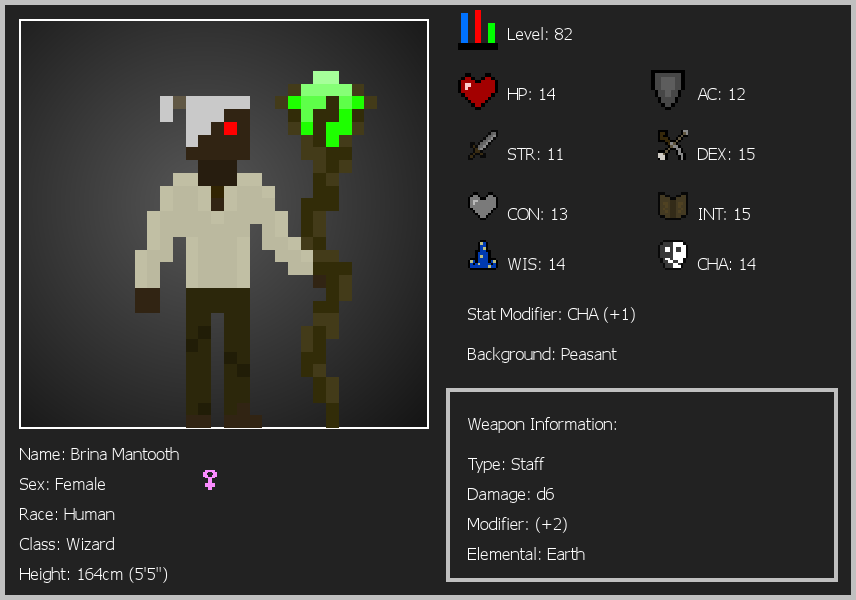 Level: 82
HP: 14
AC: 12
STR: 11
DEX: 15
CON: 13
INT: 15
WIS: 14
CHA: 14
Stat Modifier: CHA (+1)
Background: Peasant
Weapon Information:
Type: Staff
Damage: d6
Modifier: (+2)
Elemental: Earth
Name: Brina Mantooth
Sex: Female
Race: Human
Class: Wizard
Height: 164cm (5'5")